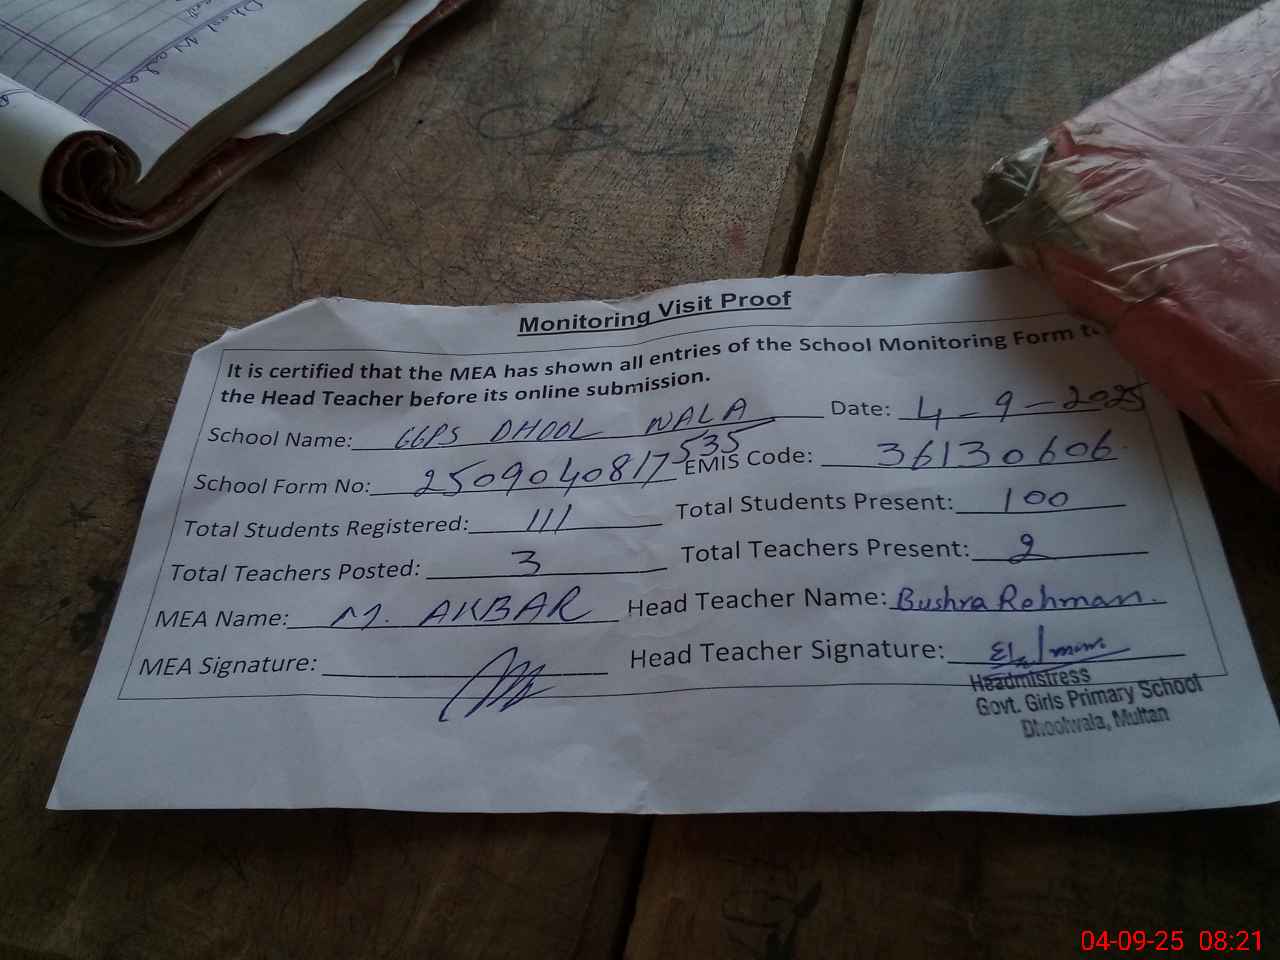 Monitoring Visit Proof
It is certified that the MEA has shown all entries of the School Monitoring Form to
the Head Teacher before its online submission.
School Name: GGPS DHOOL WALA Date: 4-9-2025
School Form No: 2509040817535 EMIS Code: 36130606
Total Students Registered: 111 Total Students Present: 100
Total Teachers Posted: 3 Total Teachers Present: 2
MEA Name: M. AKBAR Head Teacher Name: Bushra Rehman.
MEA Signature: Head Teacher Signature:
Headmistress
Govt. Girls Primary School
Dhoolwala, Multan
04-09-25 08:21